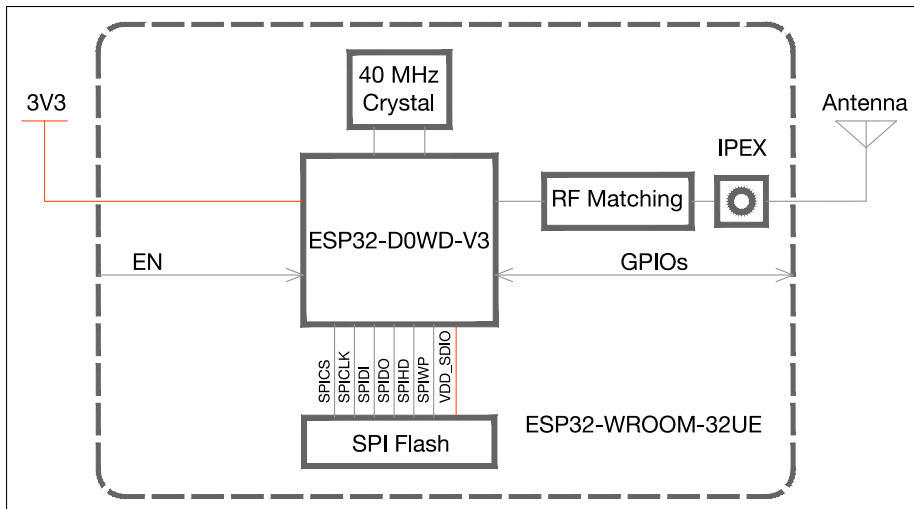 40 MHz
Crystal
3V3
Antenna
IPEX
RF Matching
ESP32-D0WD-V3
EN
GPIOs
SPICS
SPICLK
SPIDI
SPIDO
SPIHD
SPIWP
VDD_SDIO
ESP32-WROOM-32UE
SPI Flash